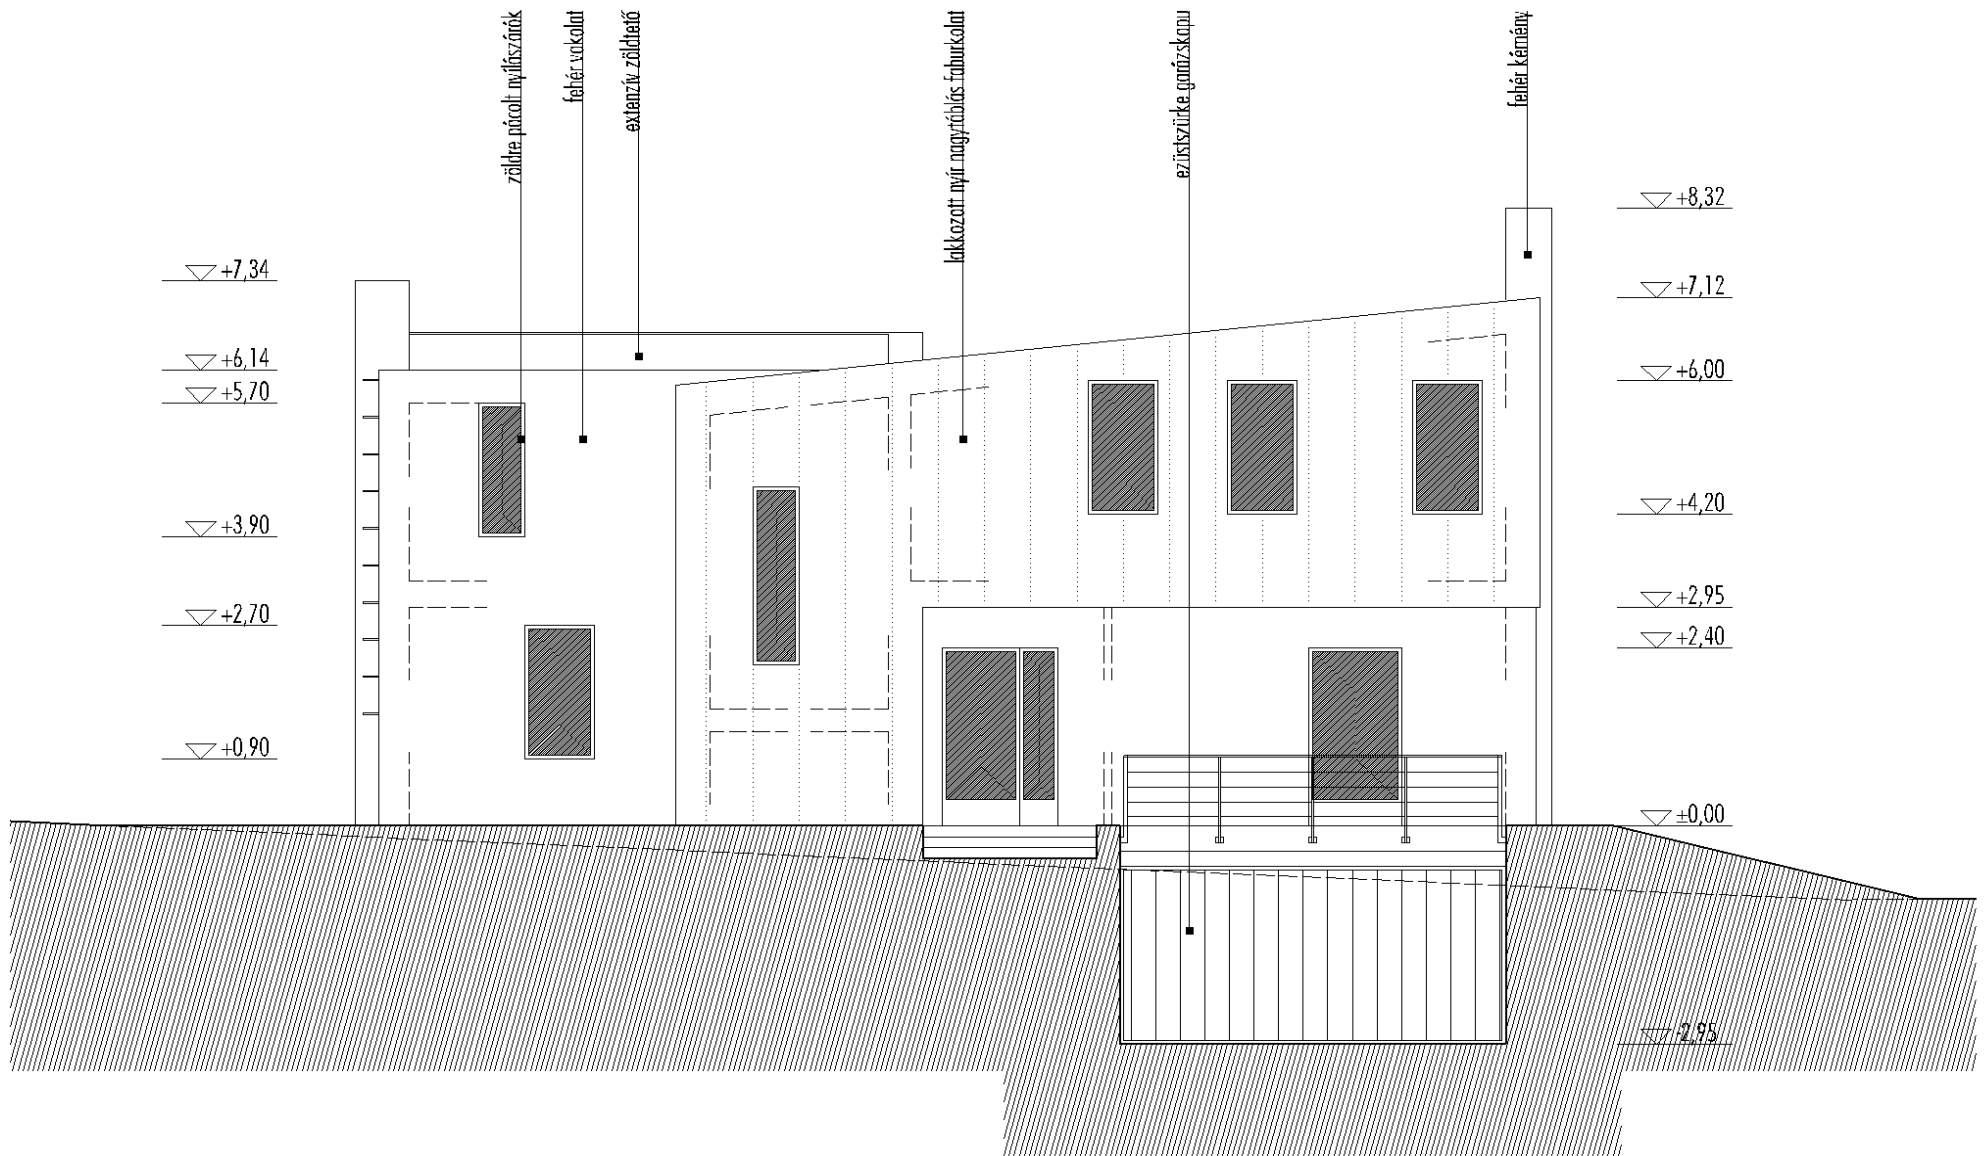 zöldre pácolt nyílászárók
fehér vakolat
extenzív zöldtető
lakkozott nyír nagytáblás faburkolat
ezüstszürke garázskapu
fehér kémény
+7,34
+6,14
+5,70
+3,90
+2,70
+0,90
+8,32
+7,12
+6,00
+4,20
+2,95
+2,40
±0,00
-2,95